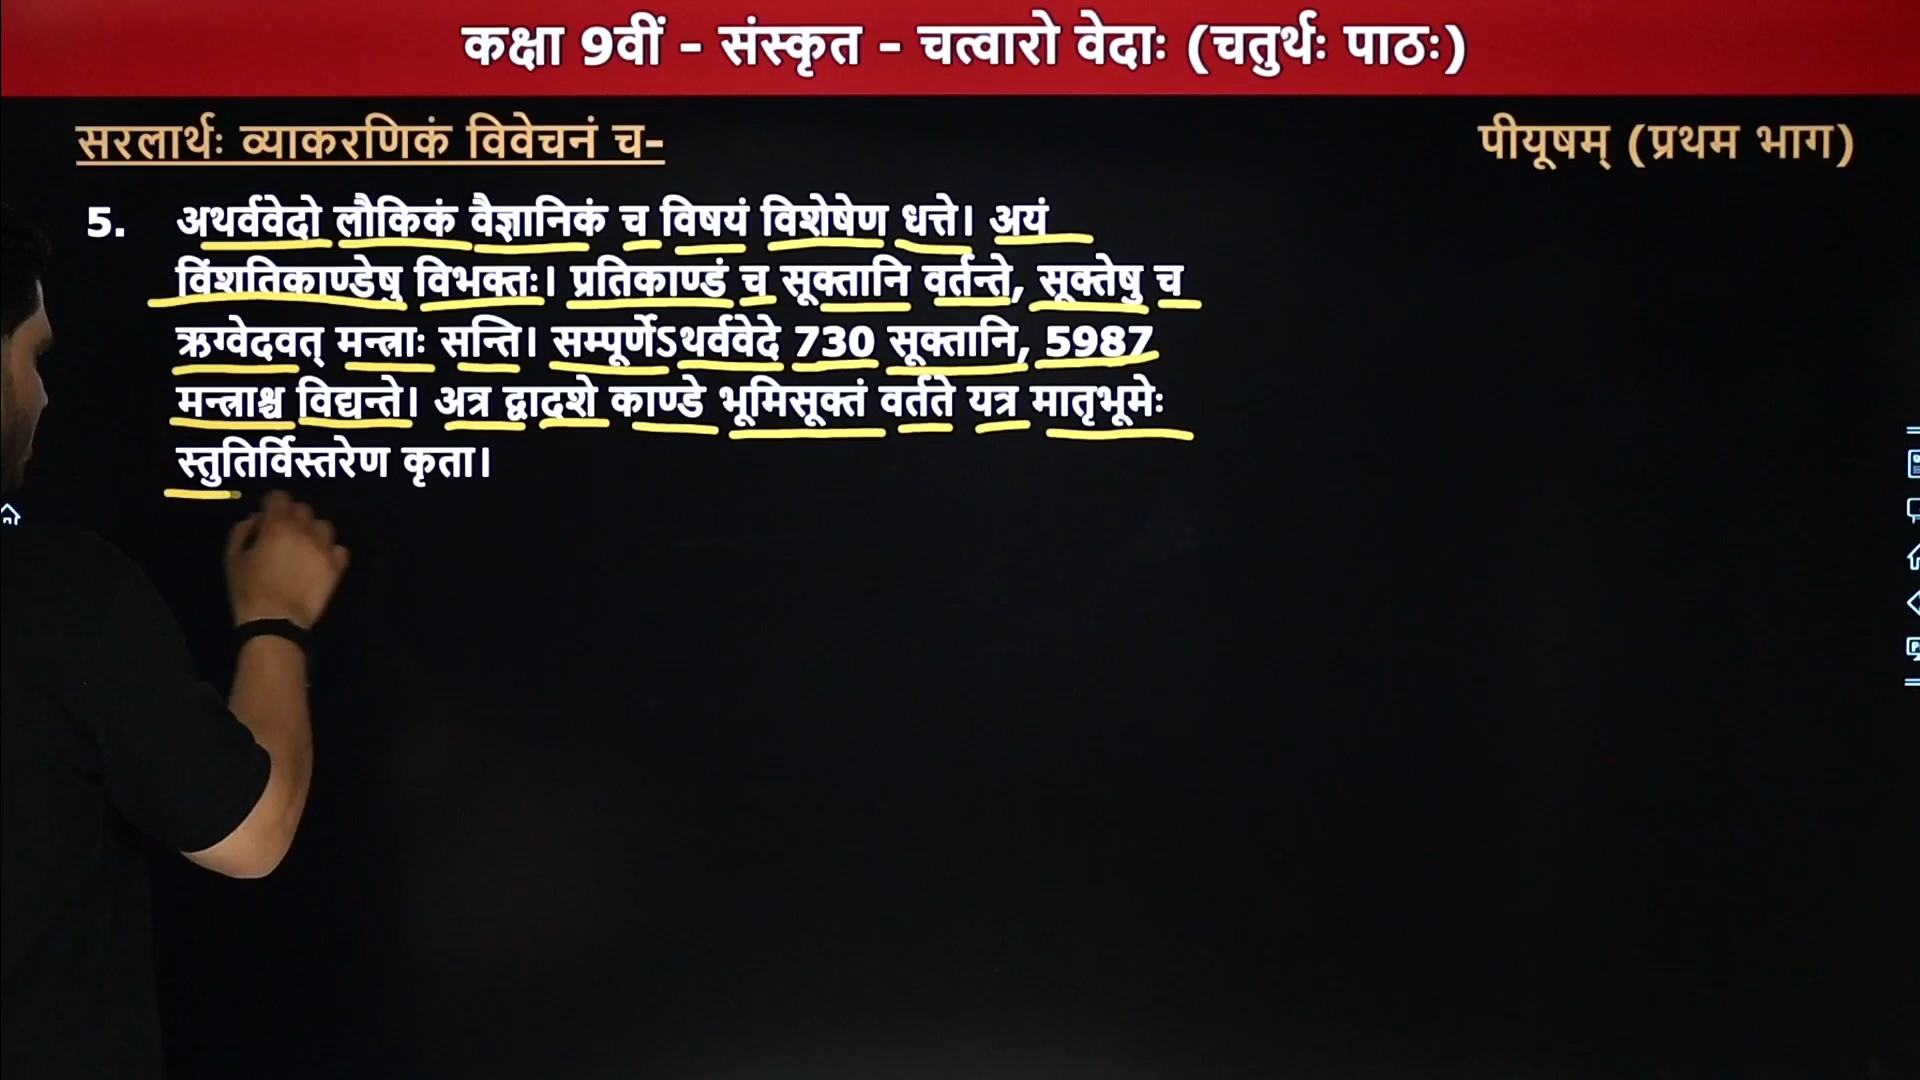 कक्षा 9वीं - संस्कृत - चत्वारो वेदाः (चतुर्थः पाठः)
सरलार्थः व्याकरणिकं विवेचनं च-
पीयूषम् (प्रथम भाग)
5. अथर्ववेदो लौकिकं वैज्ञानिकं च विषयं विशेषेण धत्ते। अयं
विंशतिकाण्डेषु विभक्तः। प्रतिकाण्डं च सूक्तानि वर्तन्ते, सूक्तेषु च
ऋग्वेदवत् मन्त्राः सन्ति। सम्पूर्णेऽथर्ववेदे 730 सूक्तानि, 5987
मन्त्राश्च विद्यन्ते। अत्र द्वादशे काण्डे भूमिसूक्तं वर्तते यत्र मातृभूमेः
स्तुतिर्विस्तरेण कृता।